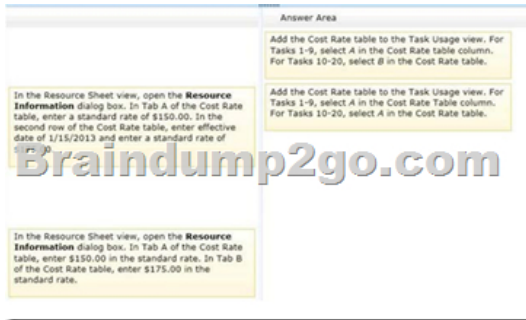 Answer Area
Add the Cost Rate table to the Task Usage view. For
Tasks 1-9, select A in the Cost Rate table column.
For Tasks 10-20, select B in the Cost Rate table.
Add the Cost Rate table to the Task Usage view. For
Tasks 1-9, select A in the Cost Rate Table column.
For Tasks 10-20, select A in the Cost Rate table.
In the Resource Sheet view, open the Resource
Information dialog box. In Tab A of the Cost Rate
table, enter a standard rate of $150.00. In the
second row of the Cost Rate table, enter effective
date of 1/15/2013 and enter a standard rate of
Braindump2go.com
In the Resource Sheet view, open the Resource
Information dialog box. In Tab A of the Cost Rate
table, enter $150.00 in the standard rate. In Tab B
of the Cost Rate table, enter $175.00 in the
standard rate.